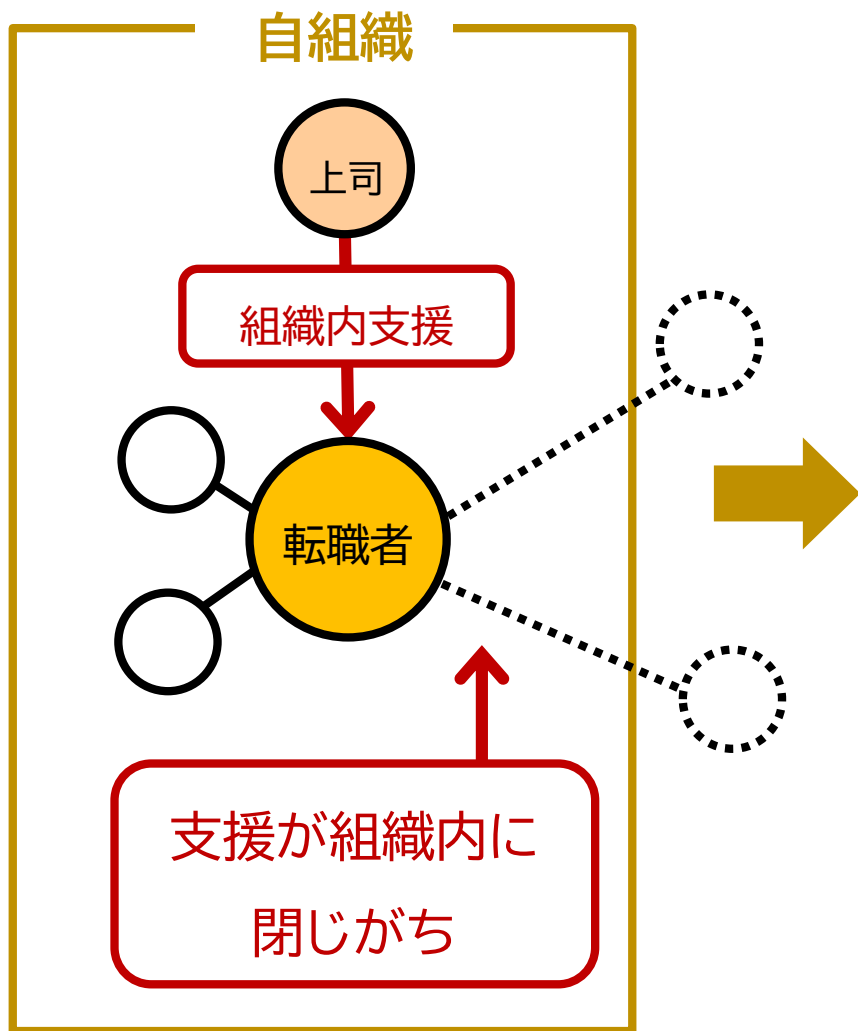 自組織
上司
組織内支援
転職者
支援が組織内に
閉じがち